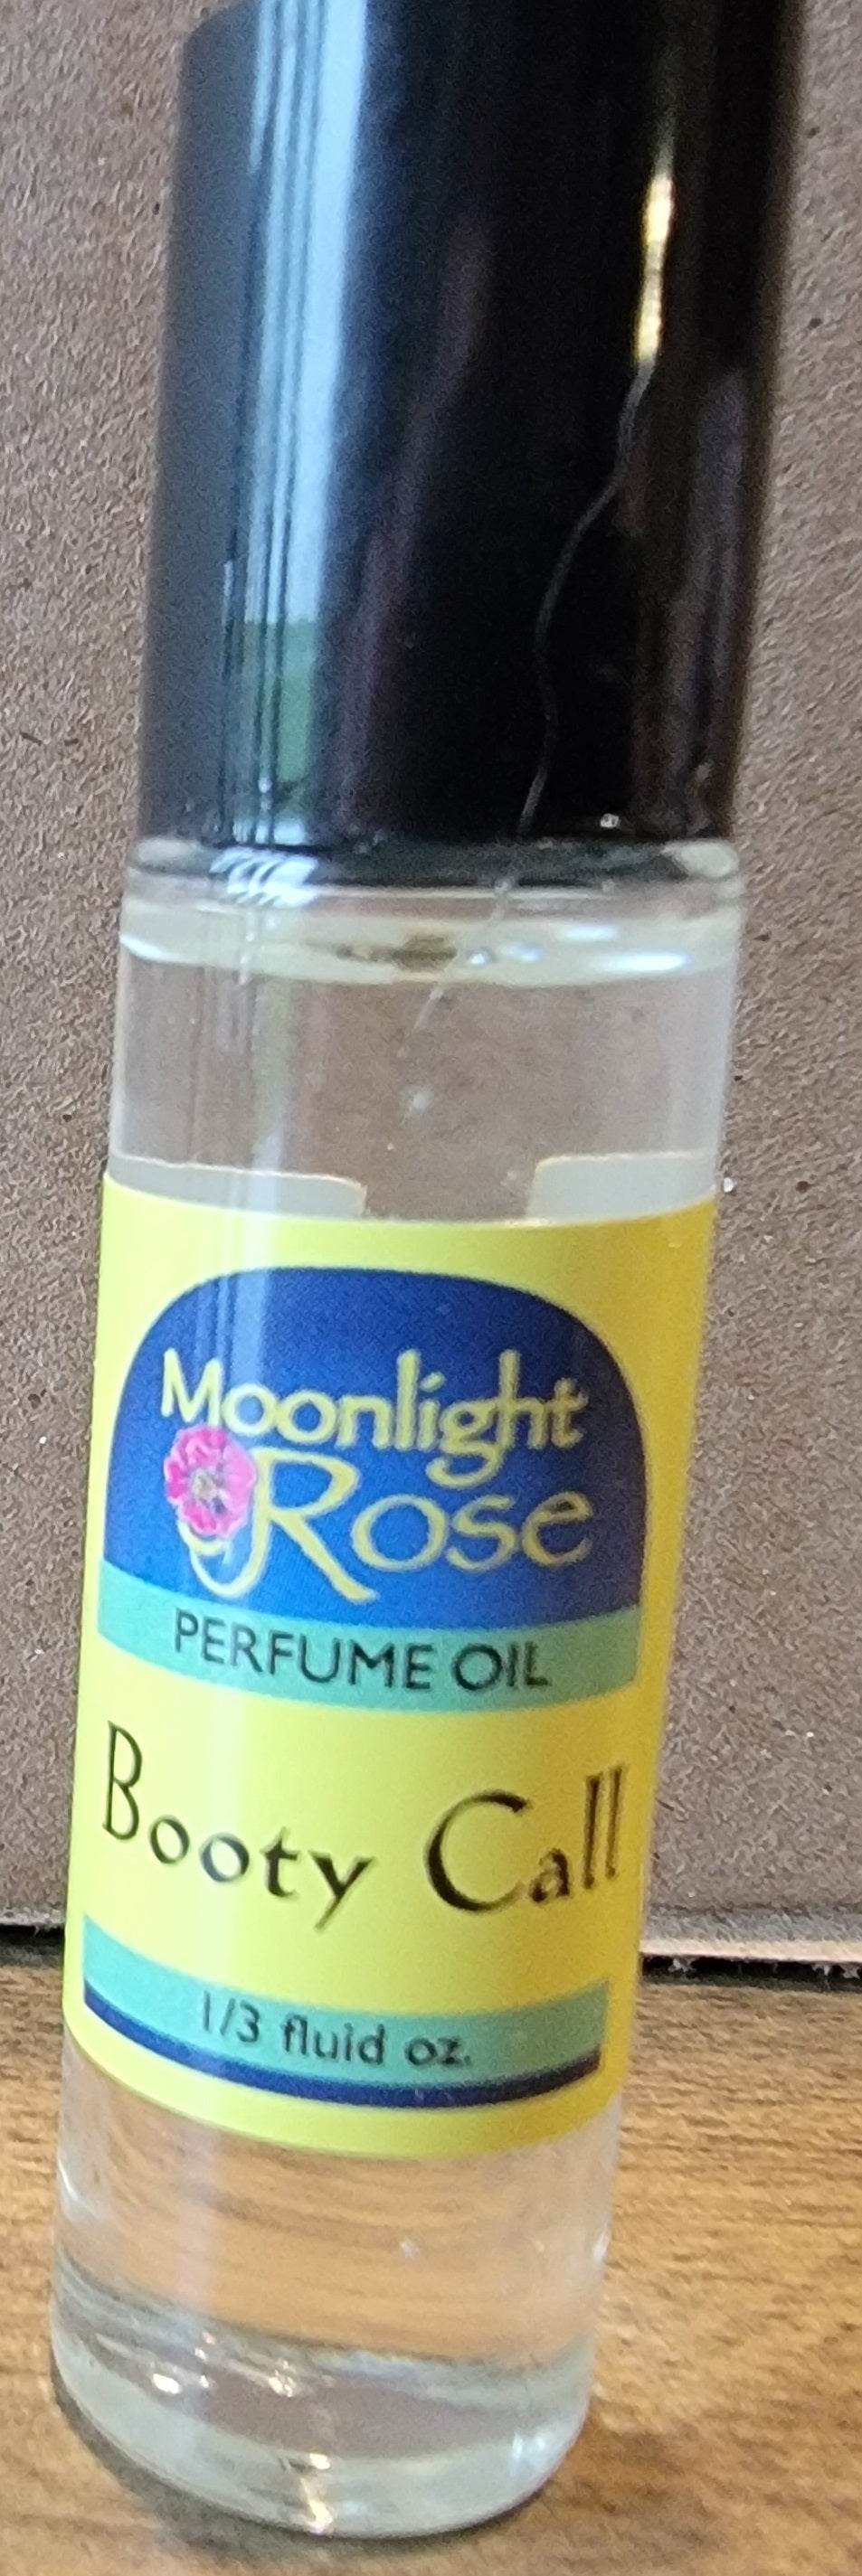 Moonlight
Rose
PERFUME OIL
Booty Call
1/3 fluid oz.